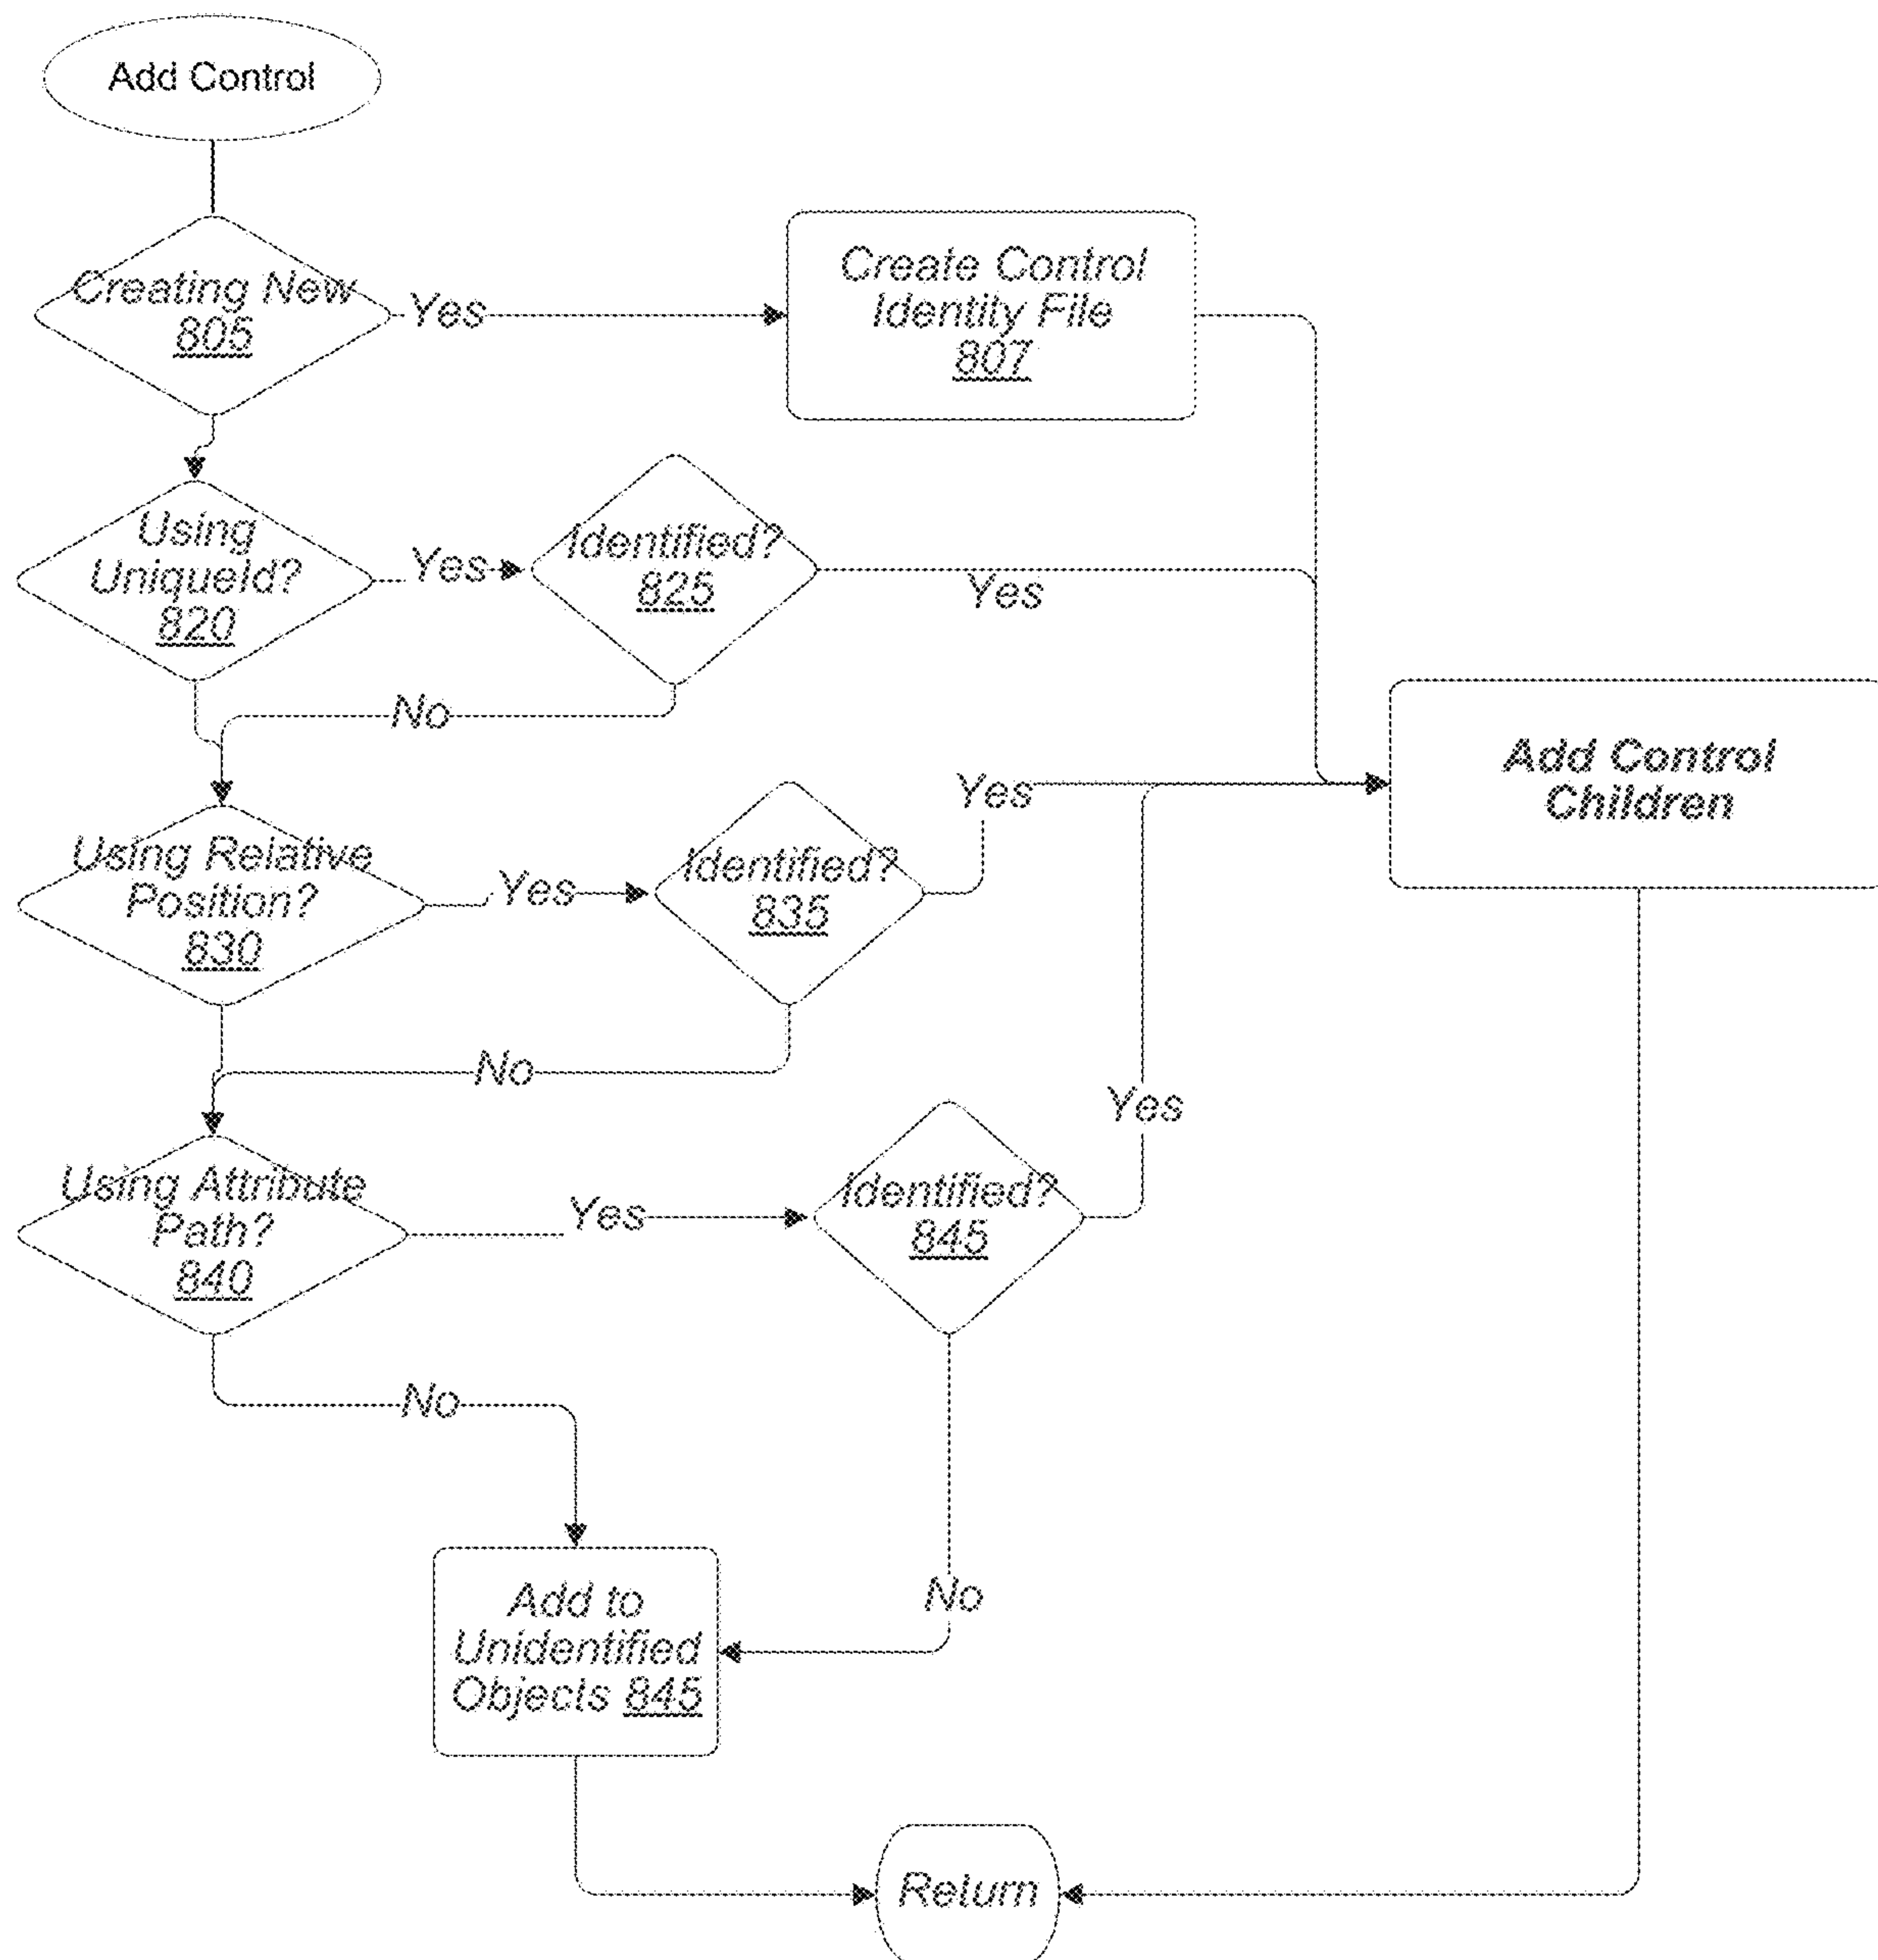 Add Control
Creating New
805
Yes
Create Control
Identity File
807
Using
UniqueId?
820
Yes
Identified?
825
Yes
No
Add Control
Children
Using Relative
Position?
830
Yes
Identified?
835
Yes
No
Using Attribute
Path?
840
Yes
Identified?
845
Yes
No
No
Add to
Unidentified
Objects 845
Return